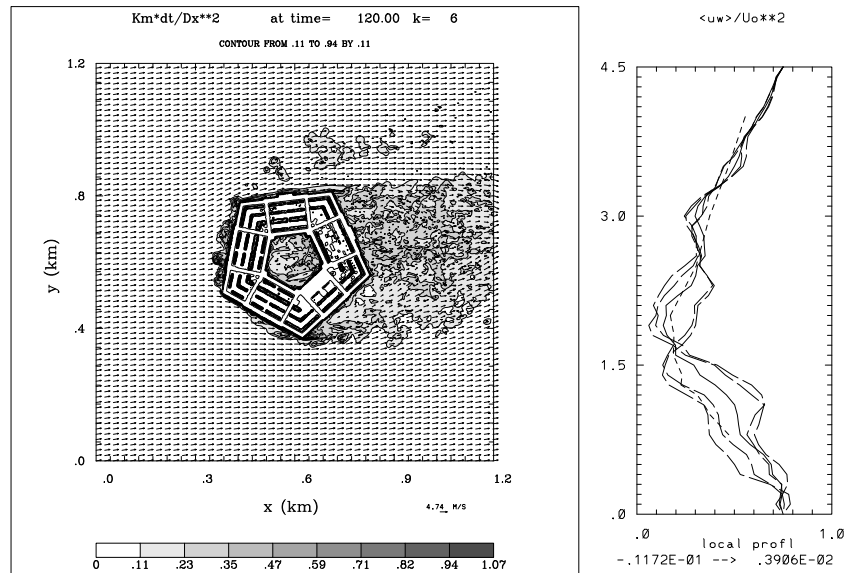 Km*dt/Dx**2 at time= 120.00 k= 6
CONTOUR FROM .11 TO .94 BY .11
1.2
.8
.4
.0
y (km)
.0 .3 .6 .9 1.2
x (km)
4.74 M/S
0 .11 .23 .35 .47 .59 .71 .82 .94 1.07
<uw>/Uo**2
4.5
3.0
1.5
.0
.0 1.0
local profl
-.1172E-01 --> .3906E-02